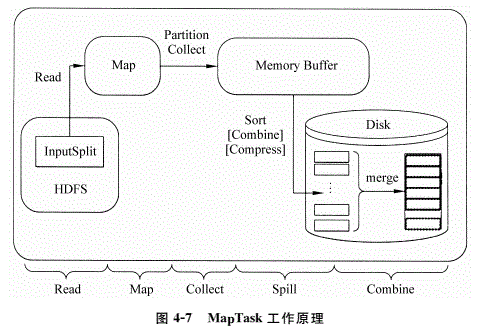 Partition
Collect
Read
Map
Memory Buffer
Sort
[Combine]
[Compress]
Disk
InputSplit
HDFS
merge
Read
Map
Collect
Spill
Combine
图 4-7 MapTask 工作原理